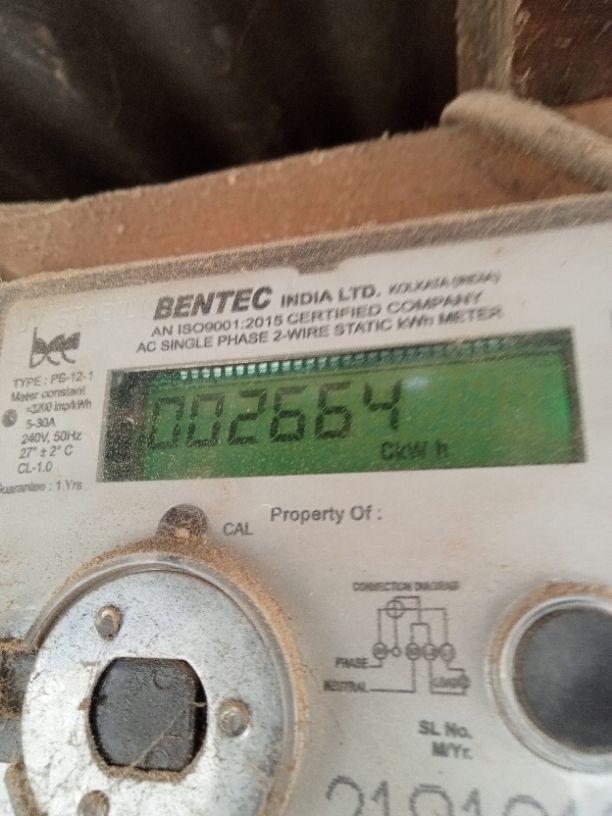 BENTEC INDIA LTD. KOLKATA (INDIA)
AN ISO9001:2015 CERTIFIED COMPANY
AC SINGLE PHASE 2-WIRE STATIC kWh METER
TYPE : PB-12-1
Meter constant
=3200 imp/kWh
5-30A
240V, 50Hz
27° ± 2° C
CL-1.0
Guarantee : 1 Yrs
002664
CkW h
CAL
Property Of :
CONNECTION DIAGRAM
PHASE
NEUTRAL
LOAD
SL No.
M/Yr.